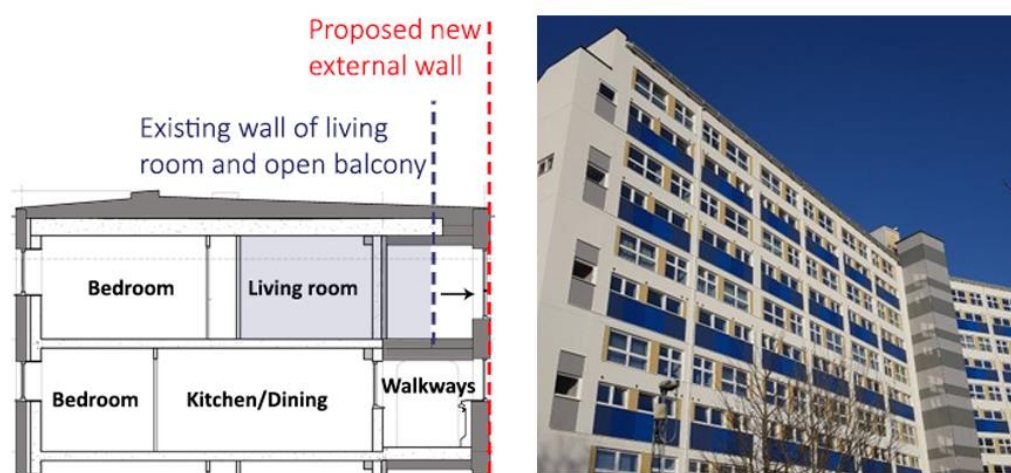 Proposed new
external wall
Existing wall of living
room and open balcony
Bedroom
Living room
Bedroom
Kitchen/Dining
Walkways